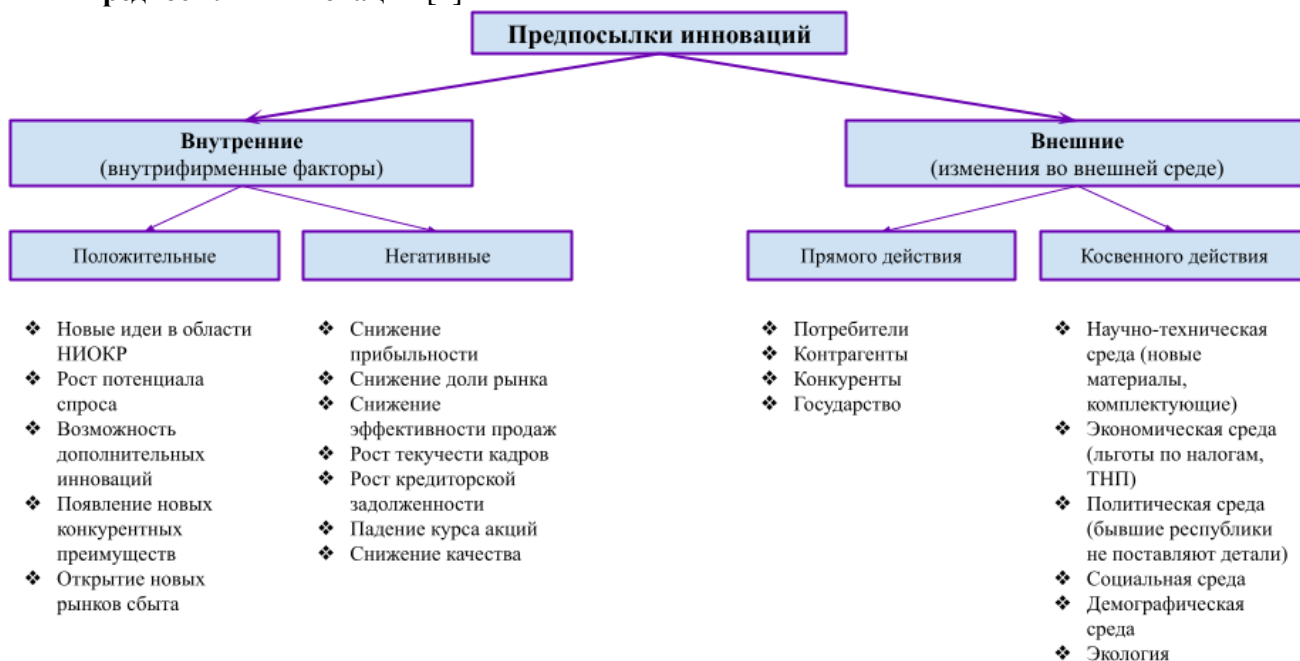 Предпосылки инноваций
Внутренние
(внутрифирменные факторы)
Внешние
(изменения во внешней среде)
Положительные
Негативные
Прямого действия
Косвенного действия
❖ Новые идеи в области
НИОКР
❖ Рост потенциала
спроса
❖ Возможность
дополнительных
инноваций
❖ Появление новых
конкурентных
преимуществ
❖ Открытие новых
рынков сбыта
❖ Снижение
прибыльности
❖ Снижение доли рынка
❖ Снижение
эффективности продаж
❖ Рост текучести кадров
❖ Рост кредиторской
задолженности
❖ Падение курса акций
❖ Снижение качества
❖ Потребители
❖ Контрагенты
❖ Конкуренты
❖ Государство
❖ Научно-техническая
среда (новые
материалы,
комплектующие)
❖ Экономическая среда
(льготы по налогам,
ТНП)
❖ Политическая среда
(бывшие республики
не поставляют детали)
❖ Социальная среда
❖ Демографическая
среда
❖ Экология